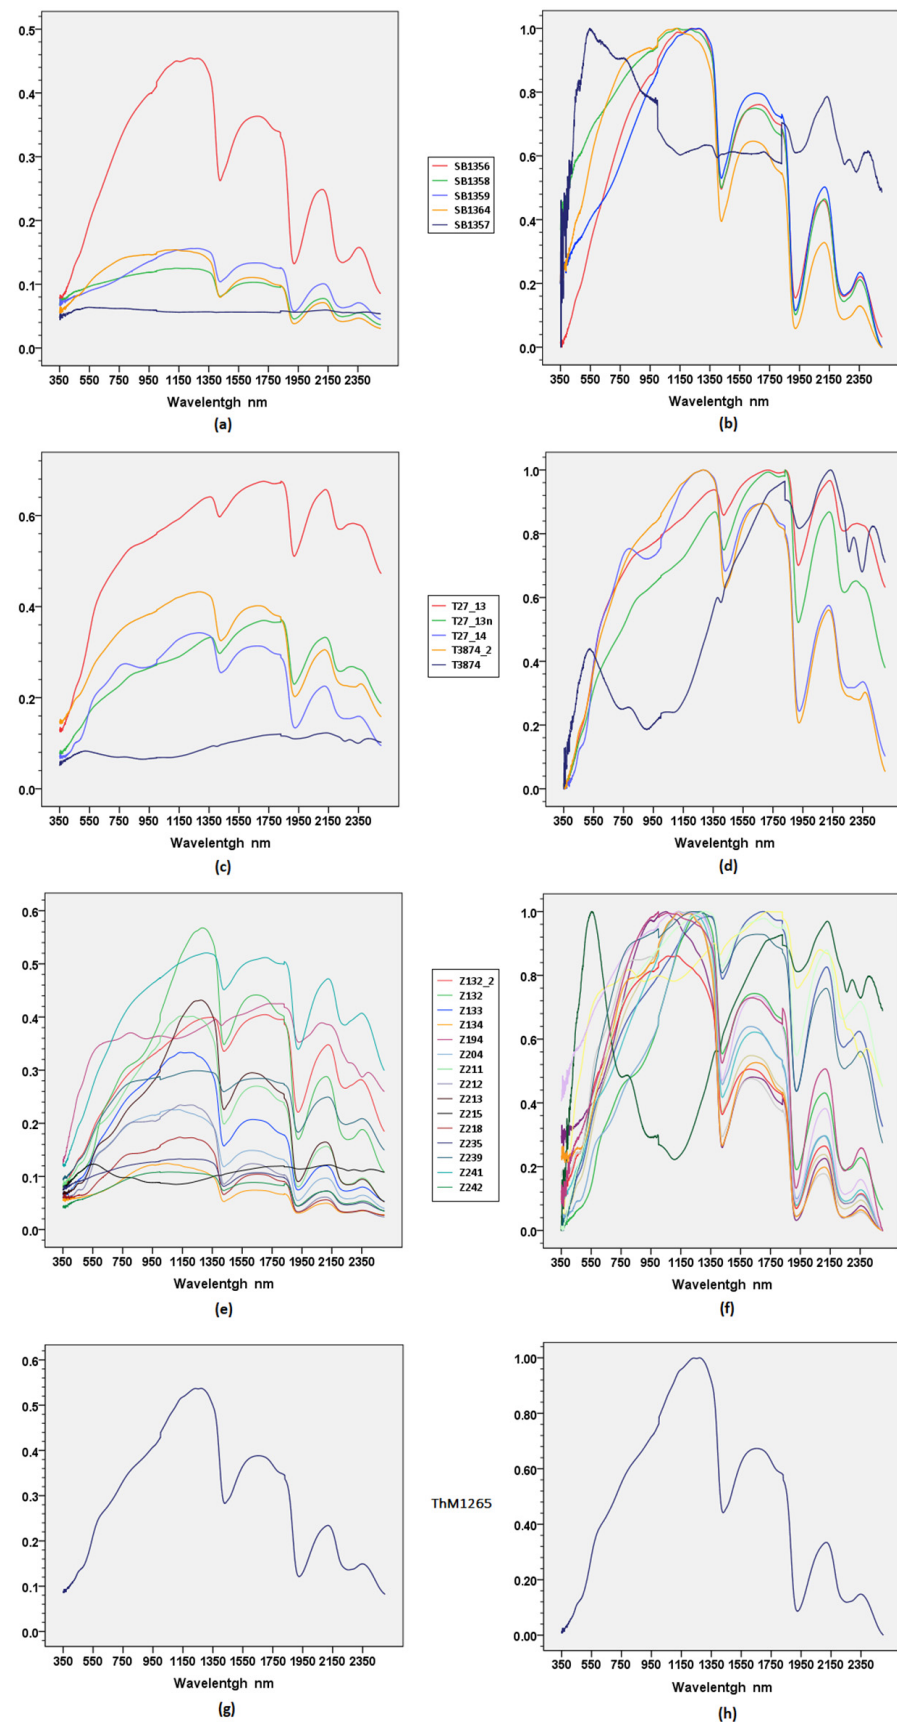 0.5
0.4
0.3
0.2
0.1
0.0
350 550 750 950 1150 1350 1550 1750 1950 2150 2350
Wavelentgh nm
(a)
SB1356
SB1358
SB1359
SB1364
SB1357
1.0
0.8
0.6
0.4
0.2
0.0
350 550 750 950 1150 1350 1550 1750 1950 2150 2350
Wavelentgh nm
(b)
0.6
0.4
0.2
0.0
350 550 750 950 1150 1350 1550 1750 1950 2150 2350
Wavelentgh nm
(c)
T27_13
T27_13n
T27_14
T3874_2
T3874
1.0
0.8
0.6
0.4
0.2
0.0
350 550 750 950 1150 1350 1550 1750 1950 2150 2350
Wavelentgh nm
(d)
0.6
0.5
0.4
0.3
0.2
0.1
0.0
350 550 750 950 1150 1350 1550 1750 1950 2150 2350
Wavelentgh nm
(e)
Z132_2
Z132
Z133
Z134
Z194
Z204
Z211
Z212
Z213
Z215
Z218
Z235
Z239
Z241
Z242
1.0
0.8
0.6
0.4
0.2
0.0
350 550 750 950 1150 1350 1550 1750 1950 2150 2350
Wavelentgh nm
(f)
0.6
0.5
0.4
0.3
0.2
0.1
0.0
350 550 750 950 1150 1350 1550 1750 1950 2150 2350
Wavelentgh nm
(g)
ThM1265
1.00
0.80
0.60
0.40
0.20
0.00
350 550 750 950 1150 1350 1550 1750 1950 2150 2350
Wavelentgh nm
(h)